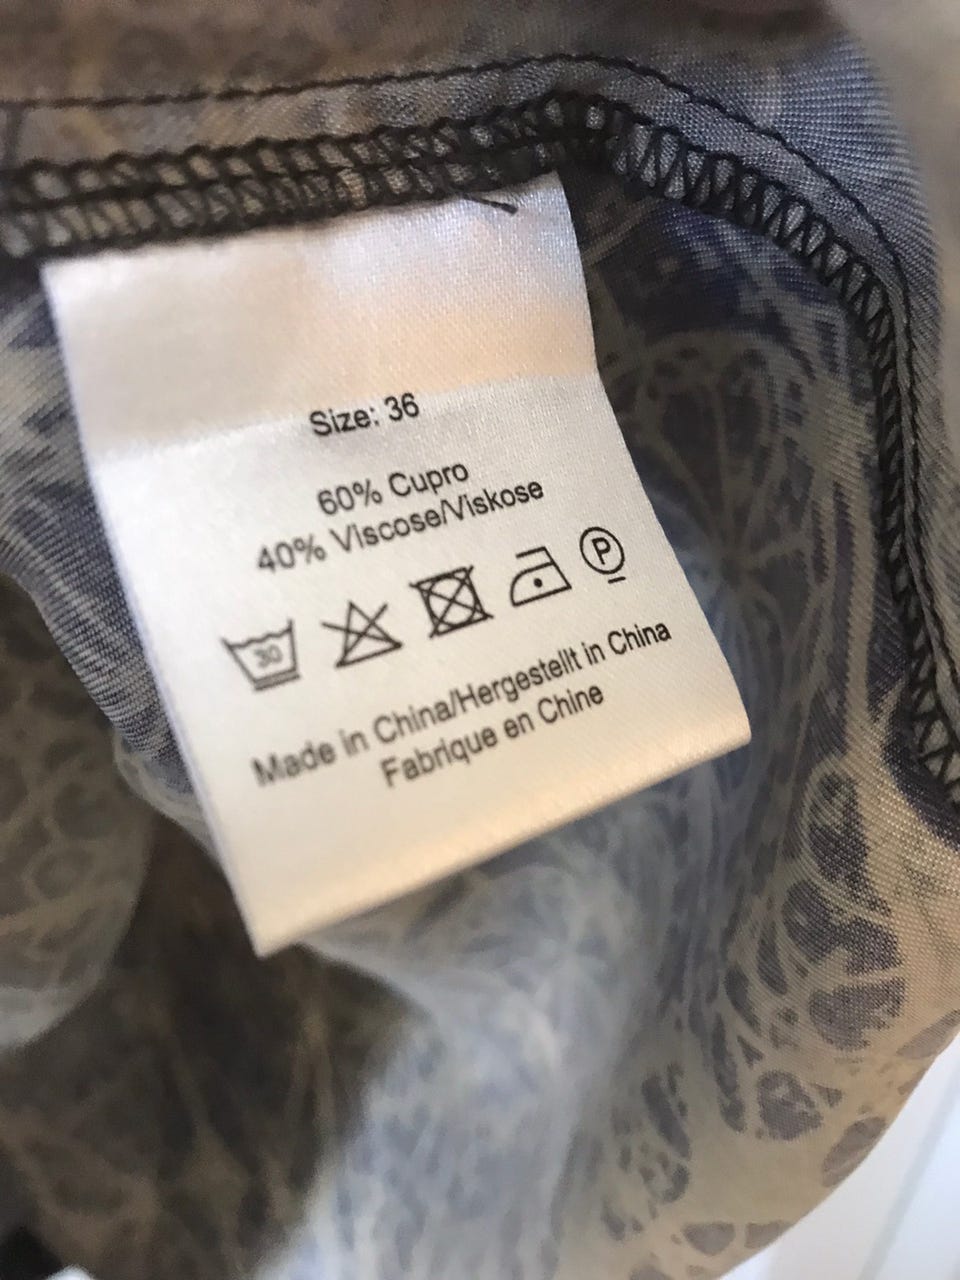 Size: 36
60% Cupro
40% Viscose/Viskose
30 P
Made in China/Hergestellt in China
Fabrique en Chine